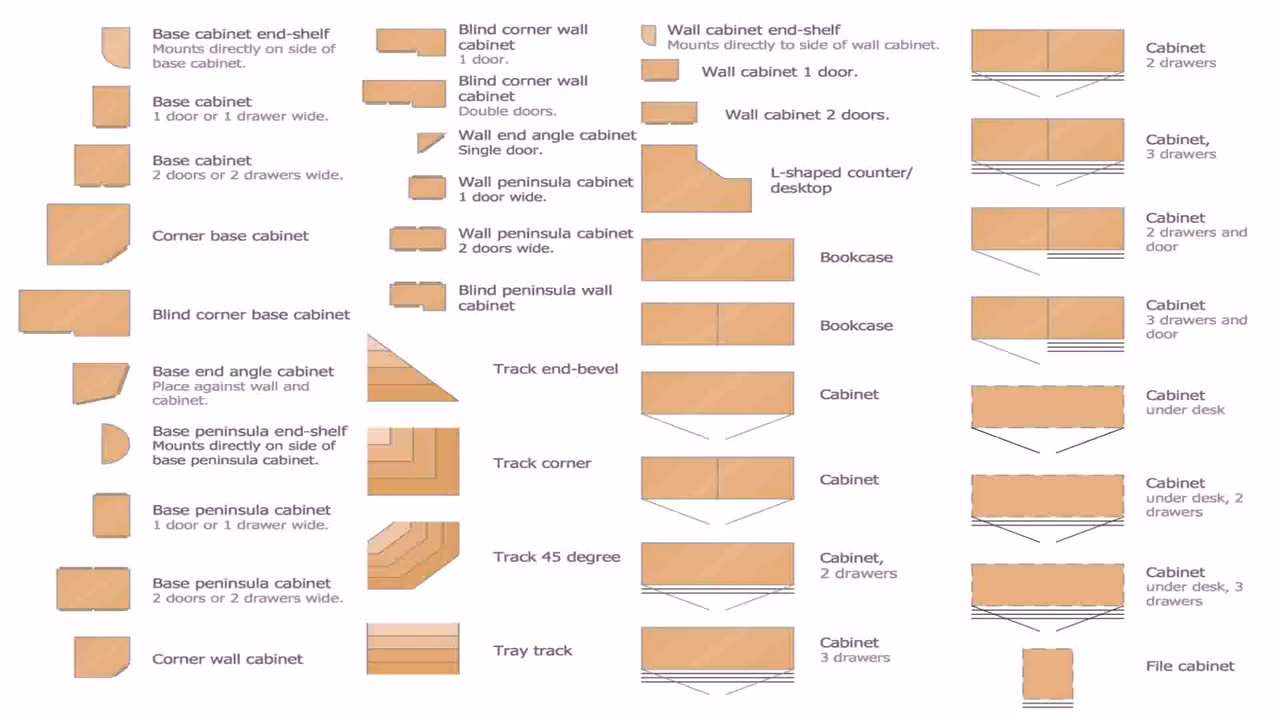 Base cabinet end-shelf
Mounts directly on side of
base cabinet.
Base cabinet
1 door or 1 drawer wide.
Base cabinet
2 doors or 2 drawers wide.
Corner base cabinet
Blind corner base cabinet
Base end angle cabinet
Place against wall and
cabinet.
Base peninsula end-shelf
Mounts directly on side of
base peninsula cabinet.
Base peninsula cabinet
1 door or 1 drawer wide.
Base peninsula cabinet
2 doors or 2 drawers wide.
Corner wall cabinet
Blind corner wall
cabinet
1 door.
Blind corner wall
cabinet
Double doors.
Wall end angle cabinet
Single door.
Wall peninsula cabinet
1 door wide.
Wall peninsula cabinet
2 doors wide.
Blind peninsula wall
cabinet
Track end-bevel
Track corner
Track 45 degree
Tray track
Wall cabinet end-shelf
Mounts directly to side of wall cabinet.
Wall cabinet 1 door.
Wall cabinet 2 doors.
L-shaped counter/
desktop
Bookcase
Bookcase
Cabinet
Cabinet
Cabinet,
2 drawers
Cabinet
3 drawers
Cabinet
2 drawers
Cabinet,
3 drawers
Cabinet
2 drawers and
door
Cabinet
3 drawers and
door
Cabinet
under desk
Cabinet
under desk, 2
drawers
Cabinet
under desk, 3
drawers
File cabinet